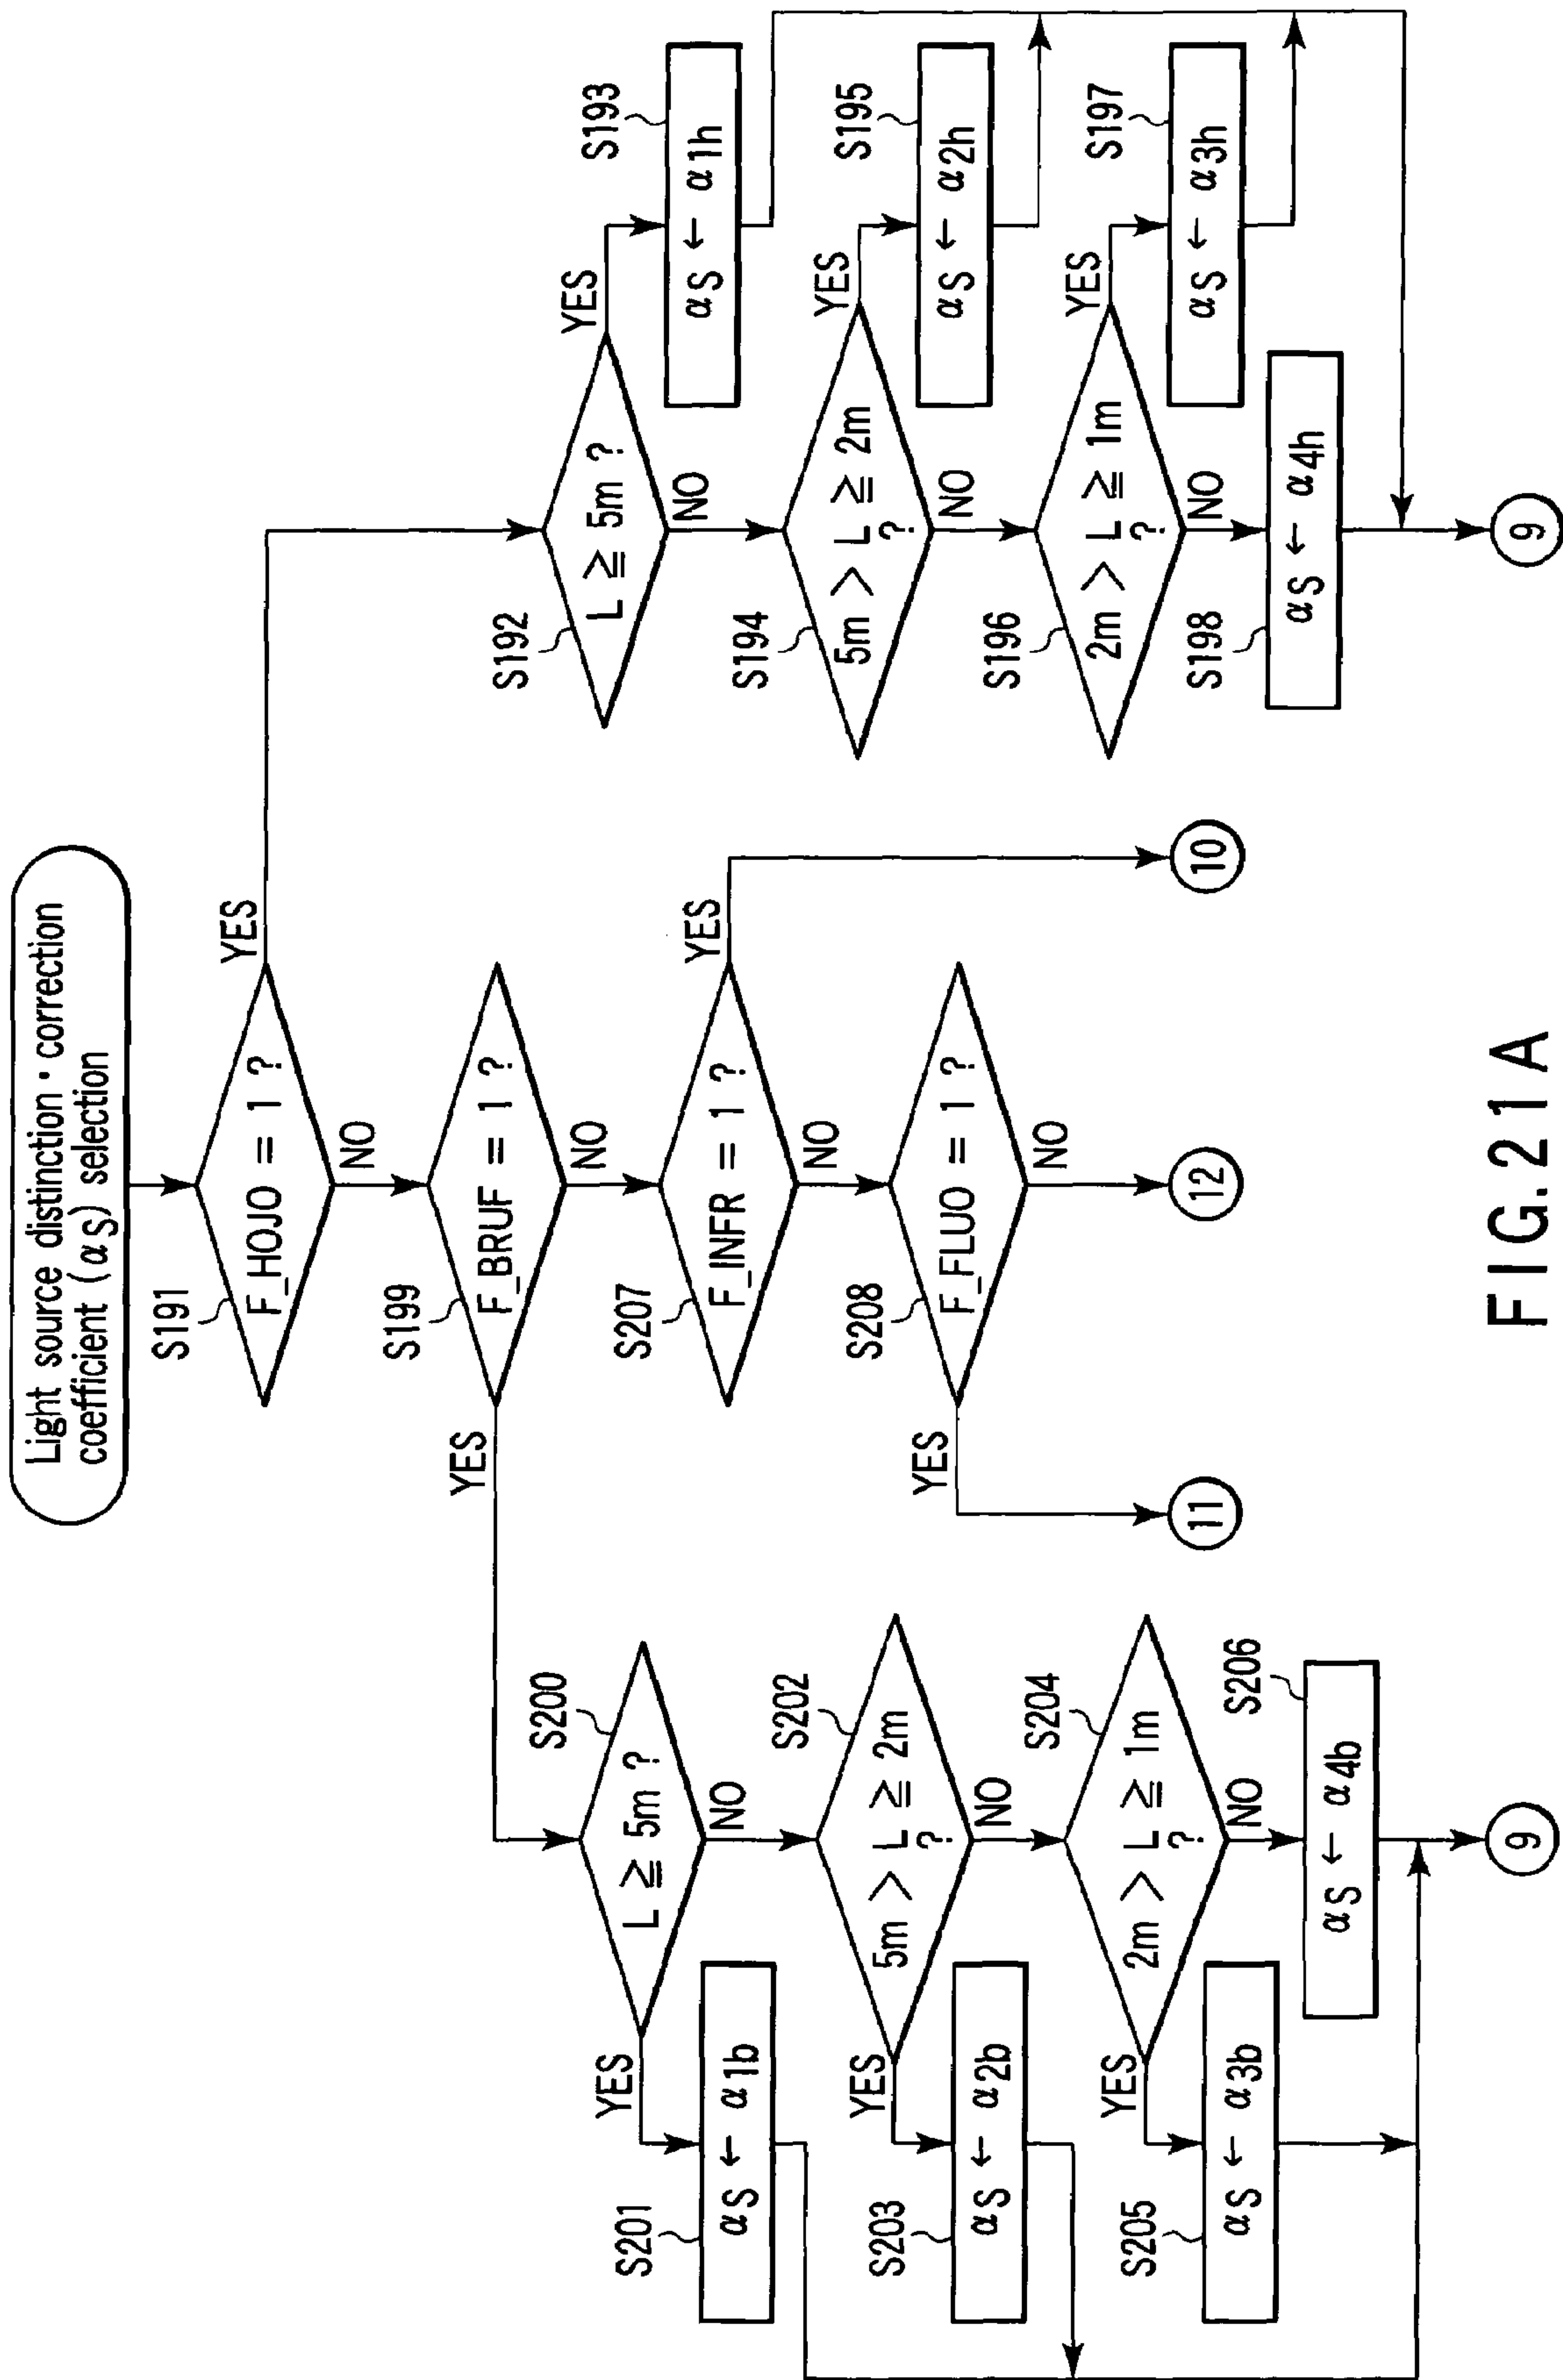 Light source distinction · correction
coefficient (αS) selection
S191
F_HOJO = 1 ?
YES
NO
S192
L ≧ 5m ?
YES
NO
S193
αS ← α1h
S194
5m > L ≧ 2m
?
YES
NO
S195
αS ← α2h
S196
2m > L ≧ 1m
?
YES
NO
S197
αS ← α3h
S198
αS ← α4h
9
S199
F_BRUF = 1 ?
YES
NO
S200
L ≧ 5m ?
YES
NO
S201
αS ← α1b
S202
5m > L ≧ 2m
?
YES
NO
S203
αS ← α2b
S204
2m > L ≧ 1m
?
YES
NO
S205
αS ← α3b
S206
αS ← α4b
9
S207
F_INFR = 1 ?
YES
NO
10
S208
F_FLUO = 1 ?
YES
NO
11
12
FIG. 21A